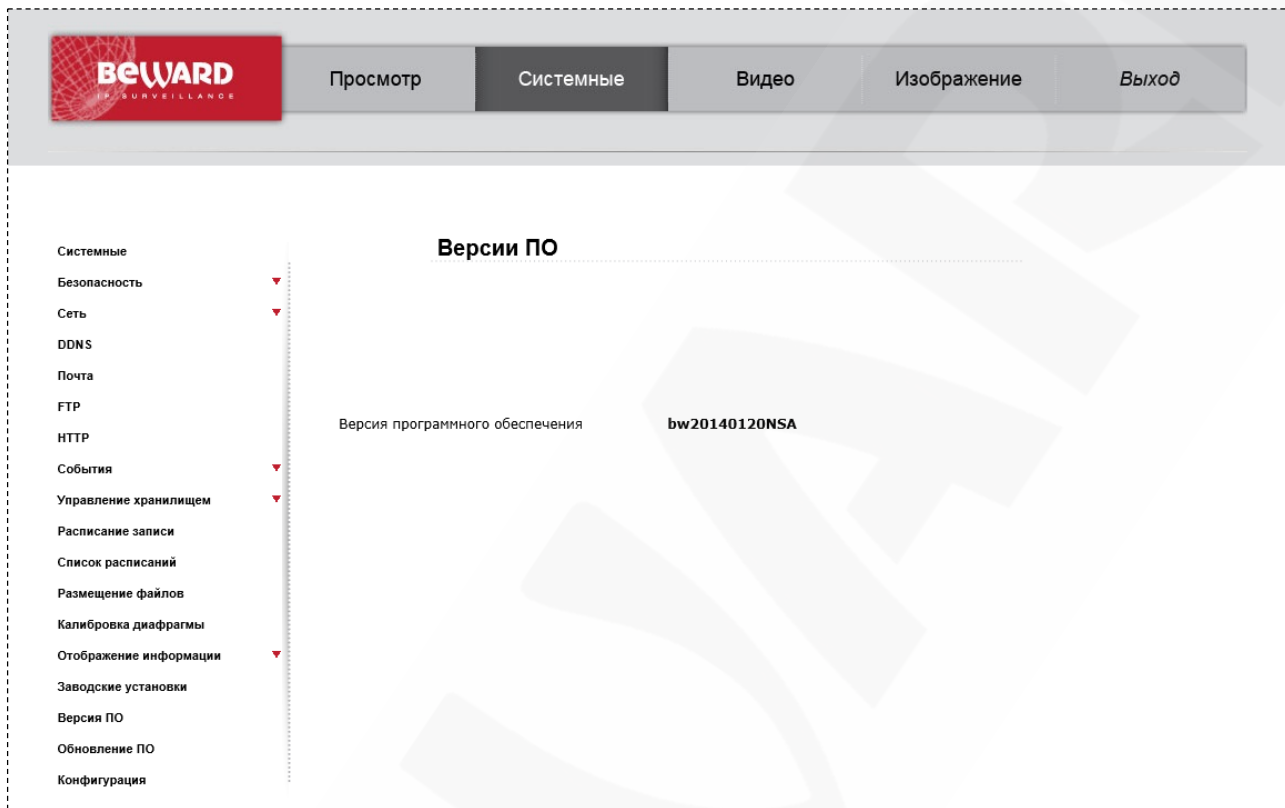 BEWARD
IP SURVEILLANCE
Просмотр
Системные
Видео
Изображение
Выход
Версии ПО
Системные
Безопасность
Сеть
DDNS
Почта
FTP
HTTP
События
Управление хранилищем
Расписание записи
Список расписаний
Размещение файлов
Калибровка диафрагмы
Отображение информации
Заводские установки
Версия ПО
Обновление ПО
Конфигурация
Версия программного обеспечения
bw20140120NSA